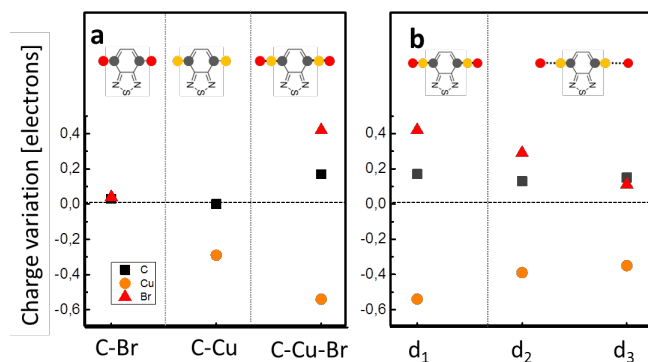 a
b
N S N
N S N
N S N
N S N
N S N
Charge variation [electrons]
0,4
0,2
0,0
-0,2
-0,4
-0,6
C
Cu
Br
C-Br
C-Cu
C-Cu-Br
d1
d2
d3